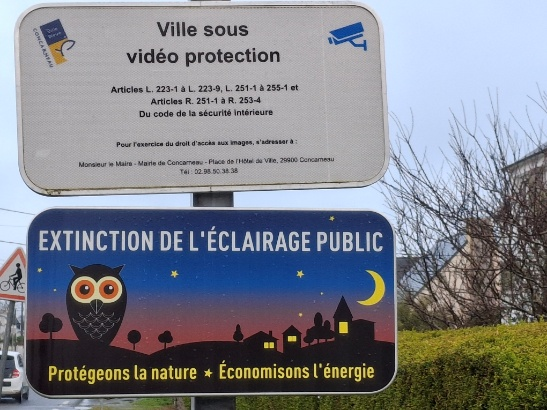 Ville bleue
CONCARNEAU
Ville sous
vidéo protection
Articles L. 223-1 à L. 223-9, L. 251-1 à 255-1 et
Articles R. 251-1 à R. 253-4
Du code de la sécurité intérieure
Pour l'exercice du droit d'accès aux images, s'adresser à :
Monsieur le Maire - Mairie de Concarneau - Place de l'Hôtel de Ville, 29900 Concarneau
Tél : 02.98.50.38.38
EXTINCTION DE L'ÉCLAIRAGE PUBLIC
Protégeons la nature ★ Économisons l'énergie